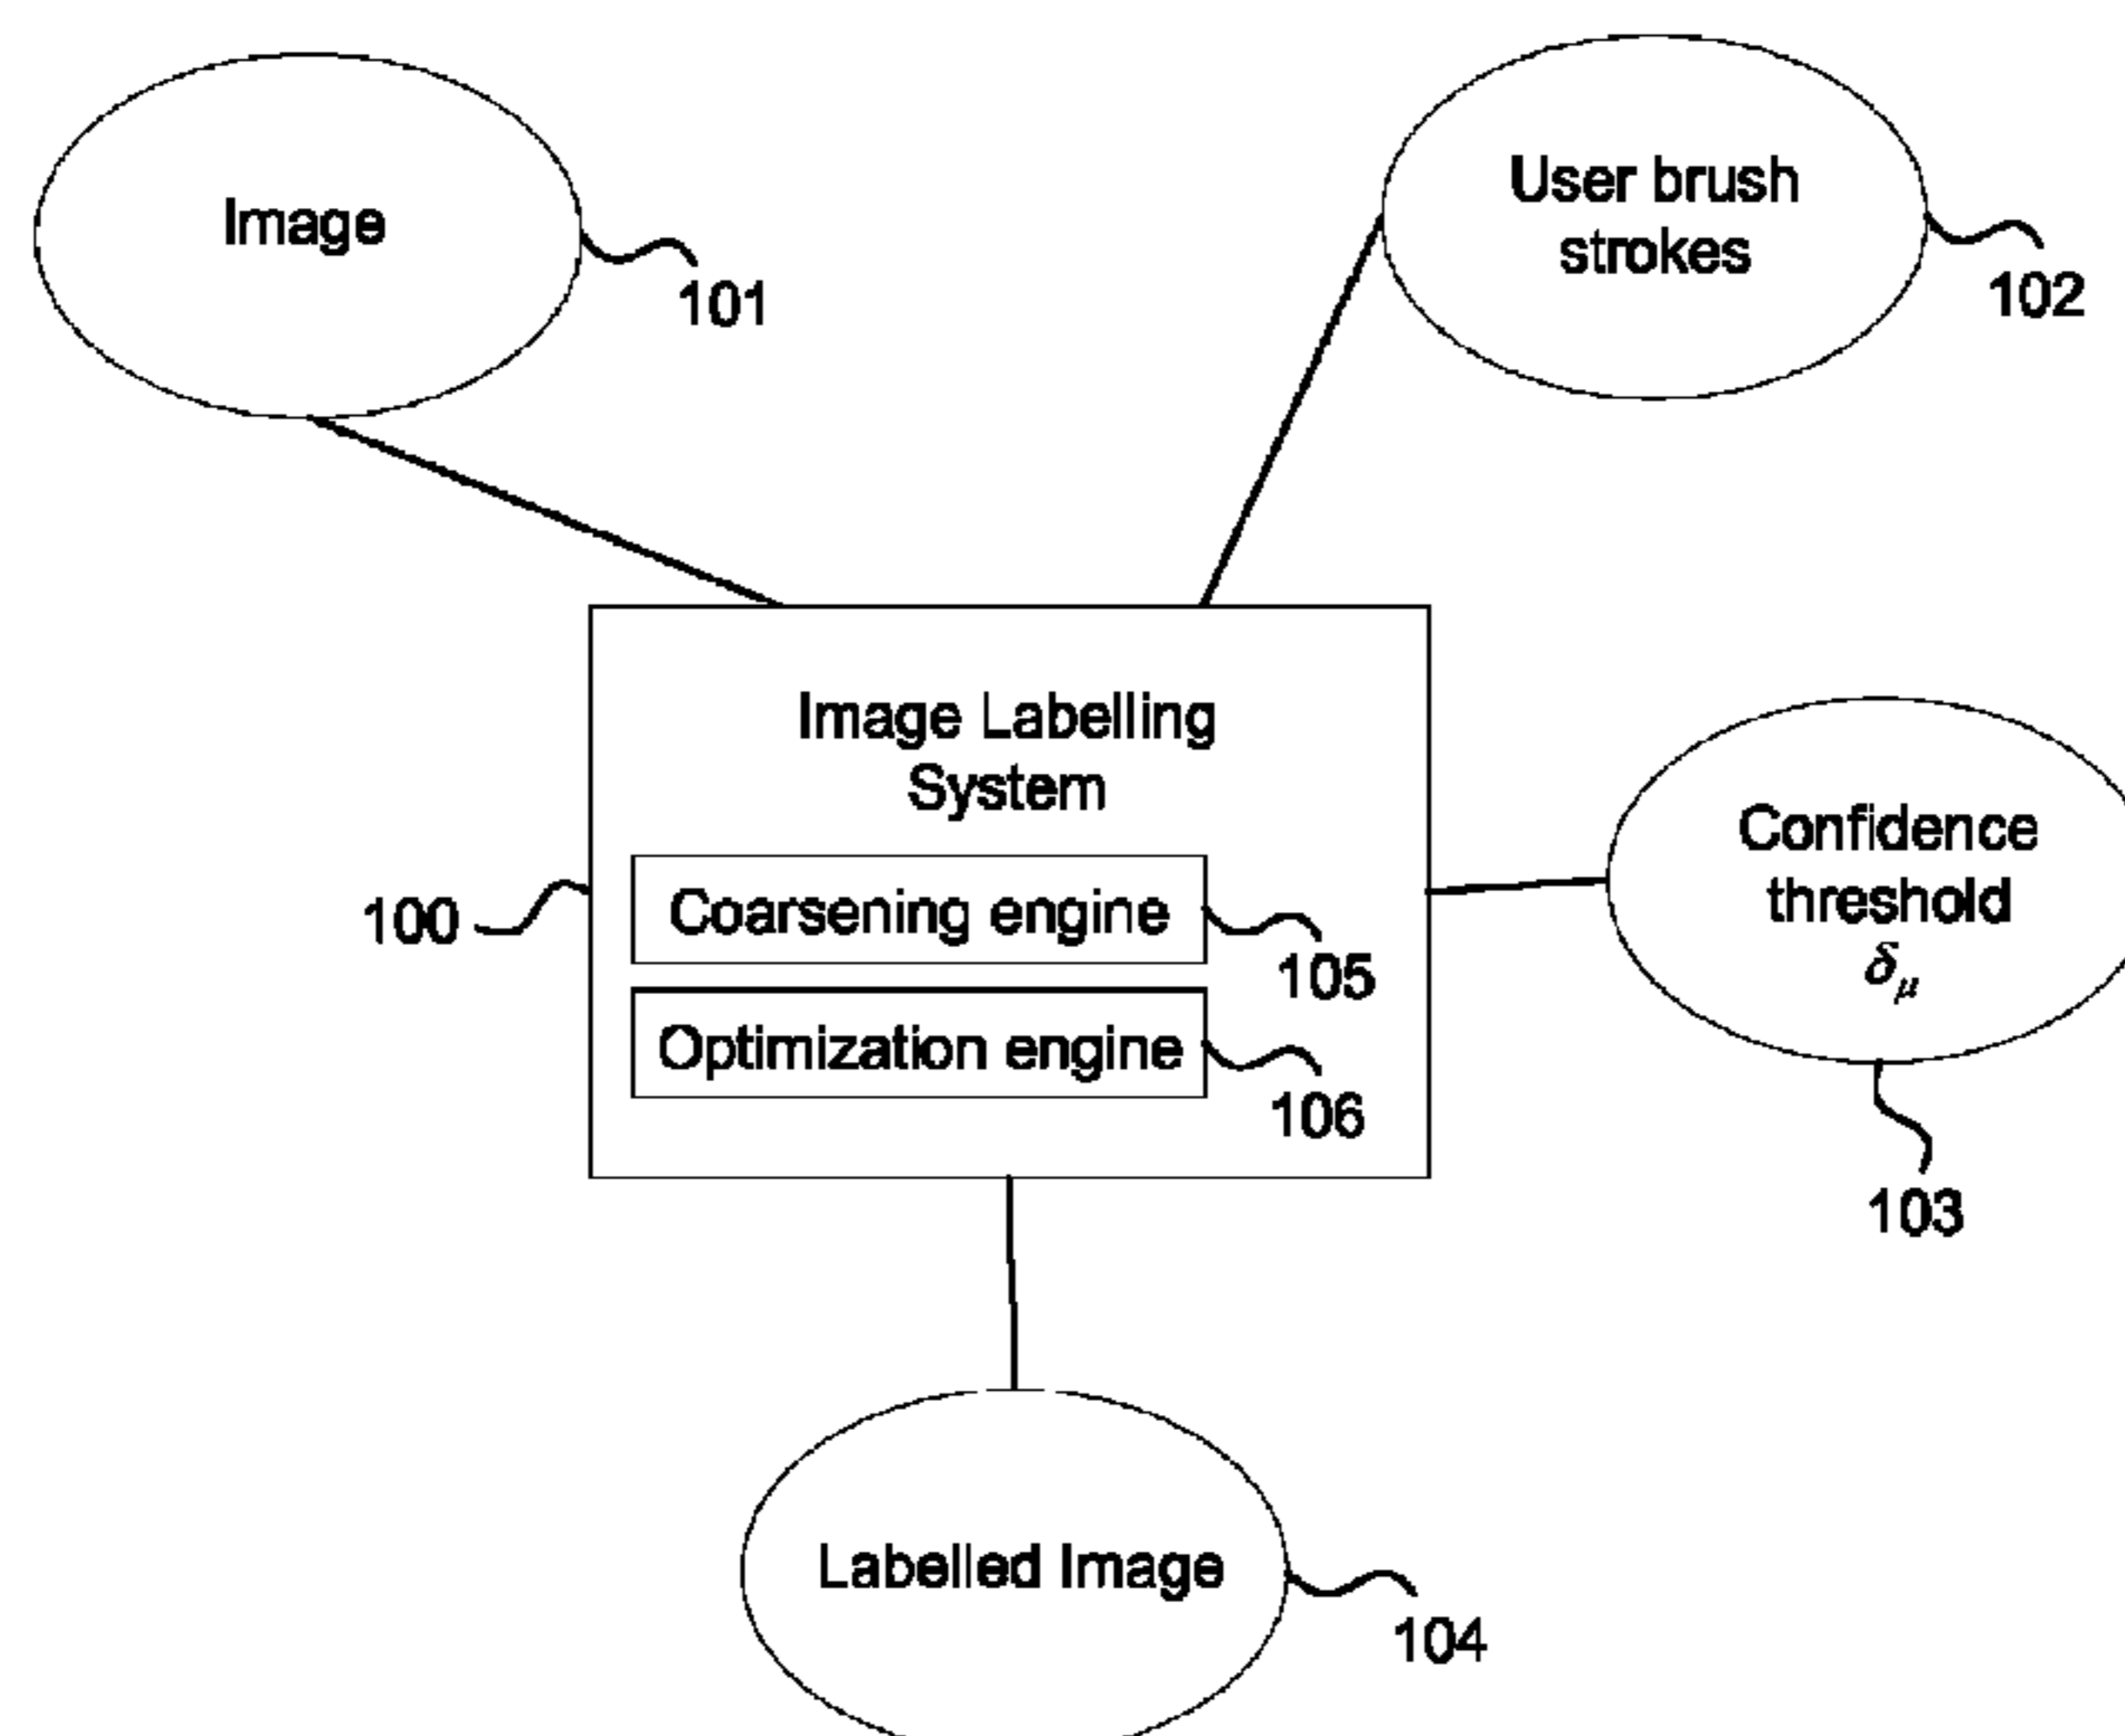 Image
101
User brush
strokes
102
Image Labelling
System
100
Coarsening engine
105
Optimization engine
106
Confidence
threshold
δμ
103
Labelled Image
104